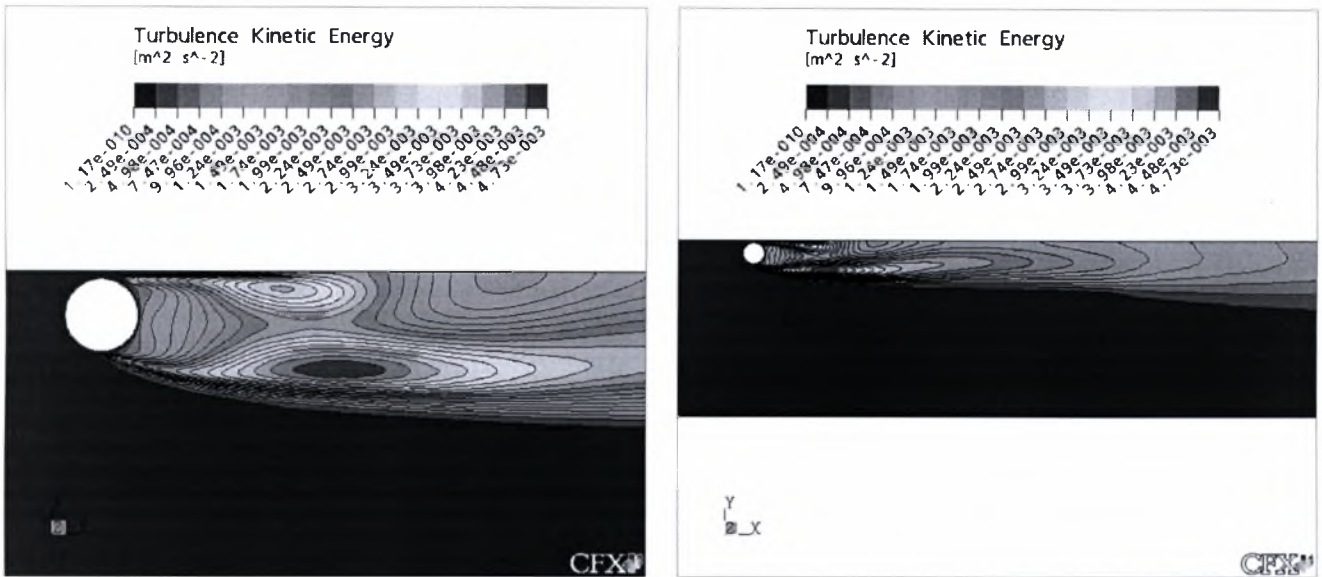 Turbulence Kinetic Energy
[m^2 s^-2]
1.17e-010
2.49e-004
4.98e-004
7.47e-004
9.96e-004
1.24e-003
1.49e-003
1.74e-003
1.99e-003
2.24e-003
2.49e-003
2.74e-003
2.99e-003
3.24e-003
3.49e-003
3.73e-003
3.98e-003
4.23e-003
4.48e-003
4.73e-003
CFX
Turbulence Kinetic Energy
[m^2 s^-2]
1.17e-010
2.49e-004
4.98e-004
7.47e-004
9.96e-004
1.24e-003
1.49e-003
1.74e-003
1.99e-003
2.24e-003
2.49e-003
2.74e-003
2.99e-003
3.24e-003
3.49e-003
3.73e-003
3.98e-003
4.23e-003
4.48e-003
4.73e-003
Y
X
CFX